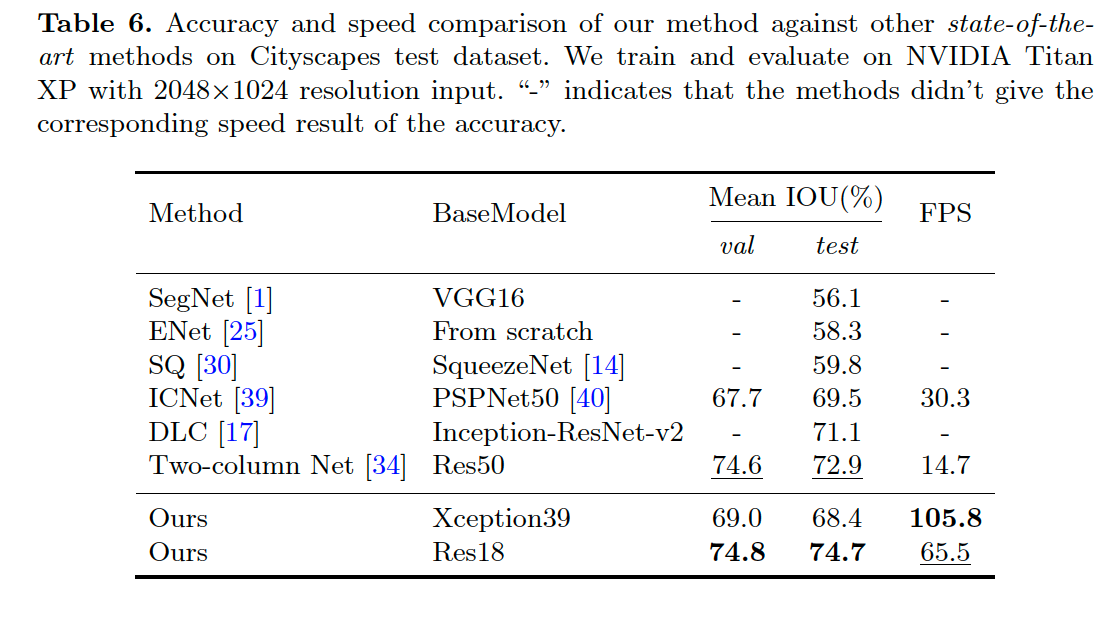 Table 6. Accuracy and speed comparison of our method against other state-of-the-
art methods on Cityscapes test dataset. We train and evaluate on NVIDIA Titan
XP with 2048×1024 resolution input. “-” indicates that the methods didn’t give the
corresponding speed result of the accuracy.
Method BaseModel Mean IOU(%) FPS
val test
SegNet [1] VGG16 - 56.1 -
ENet [25] From scratch - 58.3 -
SQ [30] SqueezeNet [14] - 59.8 -
ICNet [39] PSPNet50 [40] 67.7 69.5 30.3
DLC [17] Inception-ResNet-v2 - 71.1 -
Two-column Net [34] Res50 74.6 72.9 14.7
Ours Xception39 69.0 68.4 105.8
Ours Res18 74.8 74.7 65.5